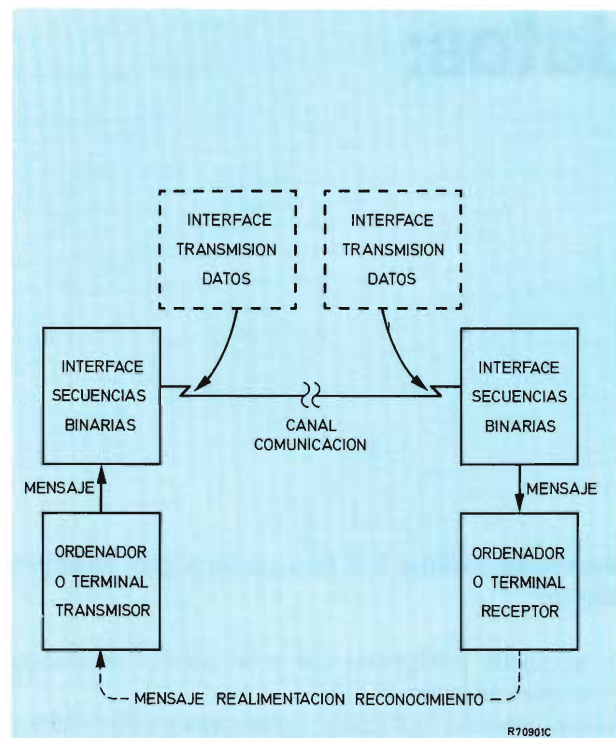 INTERFACE
TRANSMISION
DATOS
INTERFACE
TRANSMISION
DATOS
INTERFACE
SECUENCIAS
BINARIAS
CANAL
COMUNICACION
INTERFACE
SECUENCIAS
BINARIAS
MENSAJE
MENSAJE
ORDENADOR
O TERMINAL
TRANSMISOR
ORDENADOR
O TERMINAL
RECEPTOR
MENSAJE REALIMENTACION RECONOCIMIENTO
R70901C